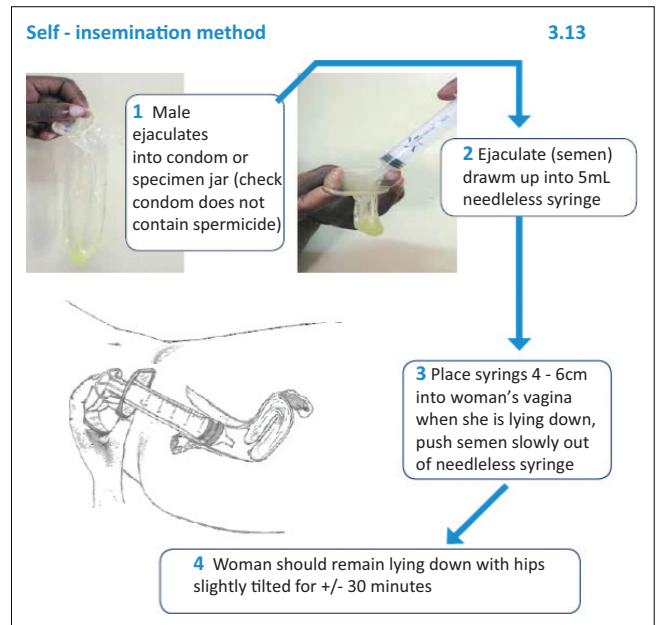 Self - insemination method 3.13
1 Male
ejaculates
into condom or
specimen jar (check
condom does not
contain spermicide)
2 Ejaculate (semen)
drawm up into 5mL
needleless syringe
3 Place syrings 4 - 6cm
into woman’s vagina
when she is lying down,
push semen slowly out
of needleless syringe
4 Woman should remain lying down with hips
slightly tilted for +/- 30 minutes